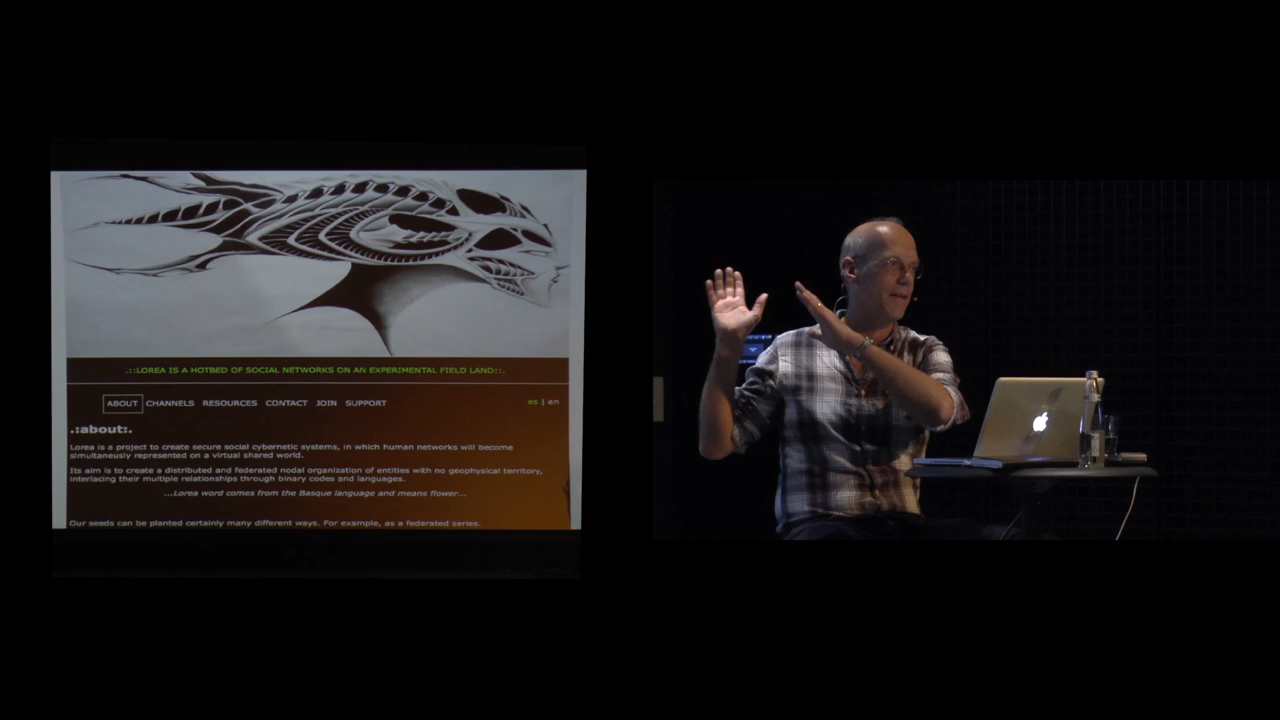 .::LOREA IS A HOTBED OF SOCIAL NETWORKS ON AN EXPERIMENTAL FIELD LAND::.
ABOUT CHANNELS RESOURCES CONTACT JOIN SUPPORT es | en
.:about:.
Lorea is a project to create secure social cybernetic systems, in which human networks will become
simultaneusly represented on a virtual shared world.
Its aim is to create a distributed and federated nodal organization of entities with no geophysical territory,
interlacing their multiple relationships through binary codes and languages.
...Lorea word comes from the Basque language and means flower...
Our seeds can be planted certainly many different ways. For example, as a federated series.